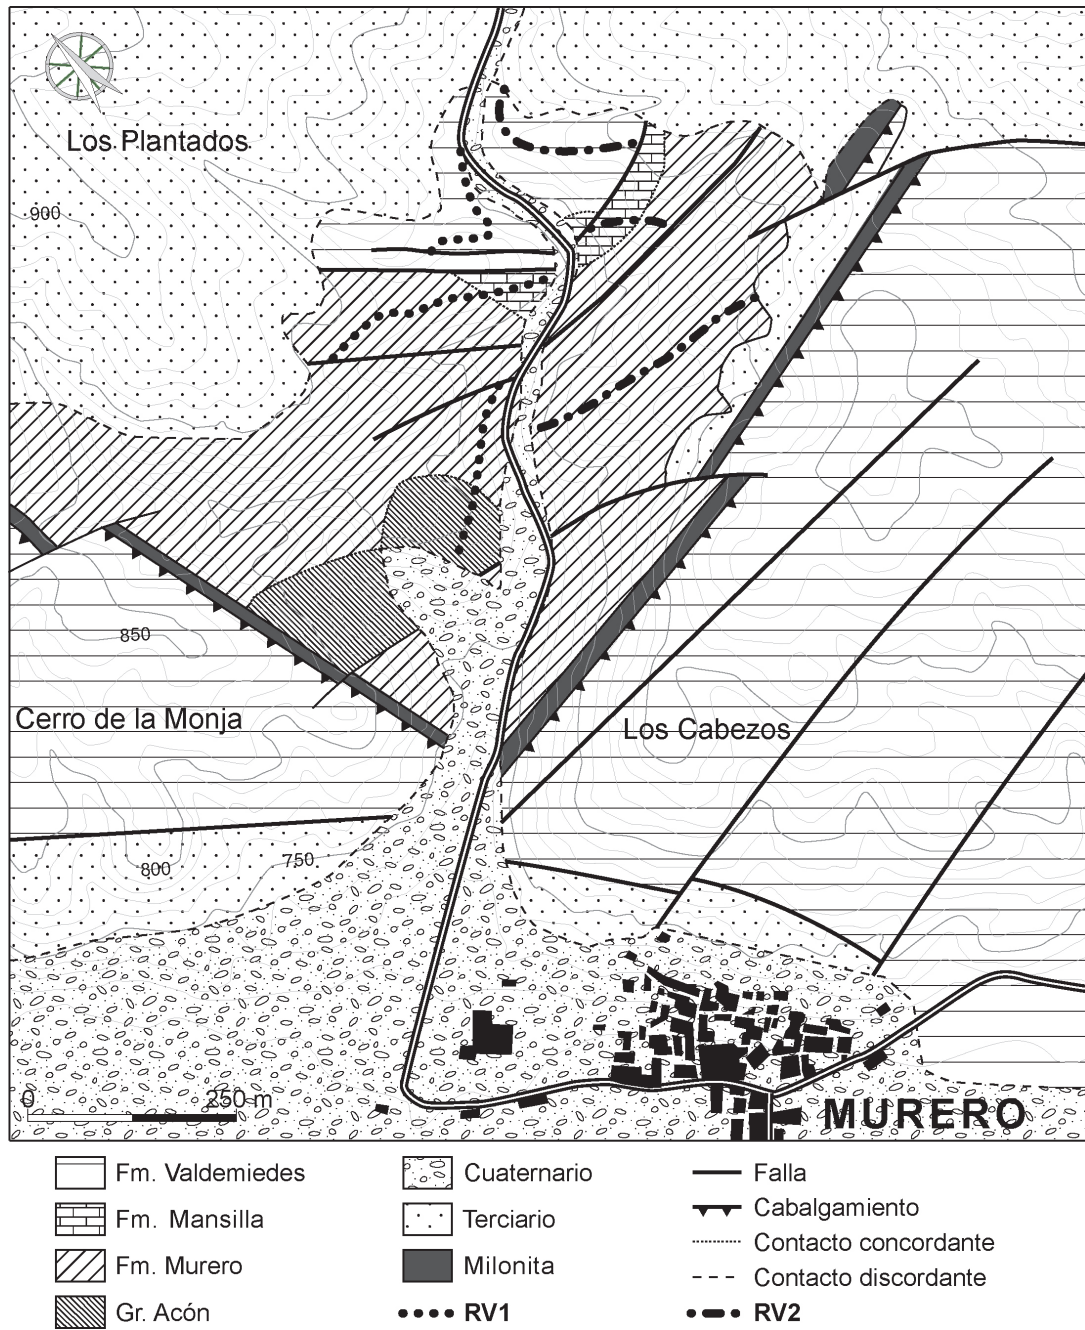 Los Plantados
900
850
Cerro de la Monja
Los Cabezos
800
750
0 250 m
MURERO
Fm. Valdemiedes
Cuaternario
Falla
Fm. Mansilla
Terciario
Cabalgamiento
Fm. Murero
Milonita
Contacto concordante
Contacto discordante
Gr. Acón
RV1
RV2